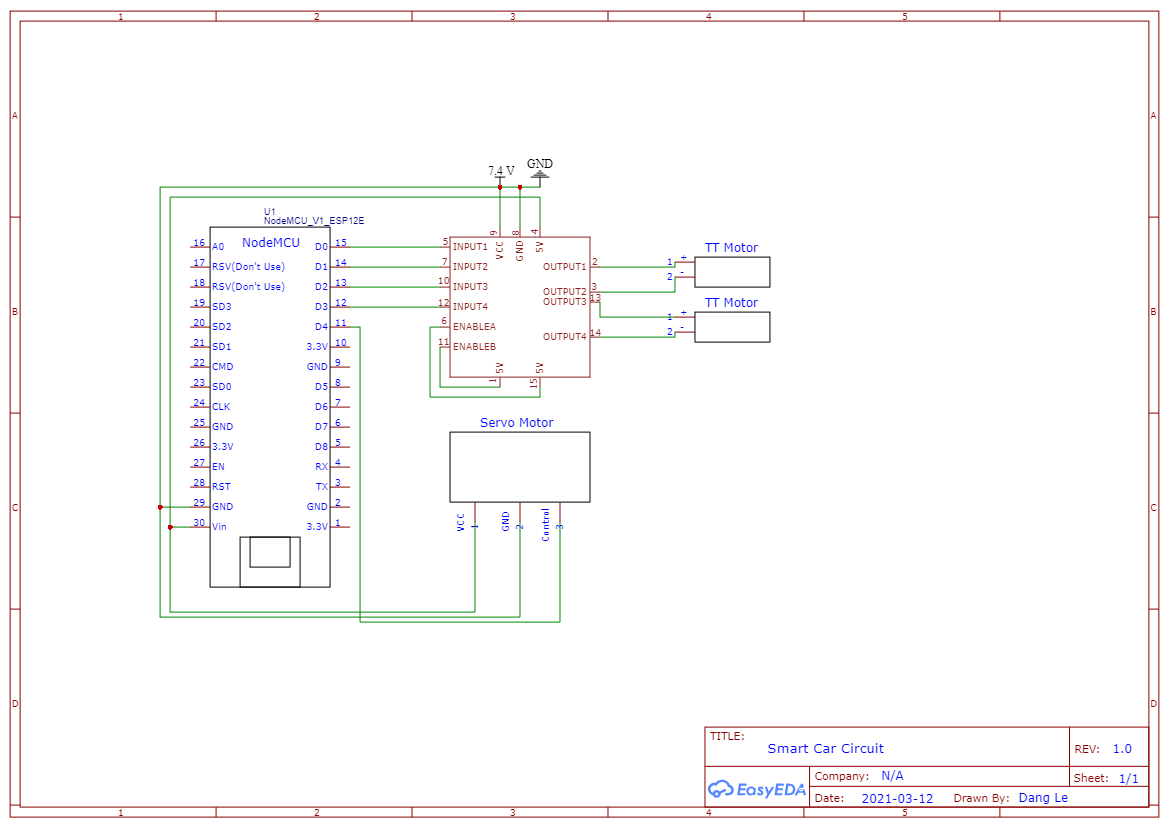 1 2 3 4 5
A A
B B
C C
D D
1 2 3 4 5
7.4 V
GND
U1
NodeMCU_V1_ESP12E
NodeMCU
16 A0 D0 15
17 RSV(Don't Use) D1 14
18 RSV(Don't Use) D2 13
19 SD3 D3 12
20 SD2 D4 11
21 SD1 3.3V 10
22 CMD GND 9
23 SD0 D5 8
24 CLK D6 7
25 GND D7 6
26 3.3V D8 5
27 EN RX 4
28 RST TX 3
29 GND GND 2
30 Vin 3.3V 1
9 VCC
8 GND
4 5V
5 INPUT1
7 INPUT2
10 INPUT3
12 INPUT4
6 ENABLEA
11 ENABLEB
OUTPUT1 2
OUTPUT2 3
OUTPUT3 13
OUTPUT4 14
1 5V
15 5V
TT Motor
1 +
2 -
TT Motor
1 +
2 -
Servo Motor
VCC 1
GND 2
Control 3
TITLE:
Smart Car Circuit
REV: 1.0
EasyEDA
Company: N/A
Sheet: 1/1
Date: 2021-03-12 Drawn By: Dang Le